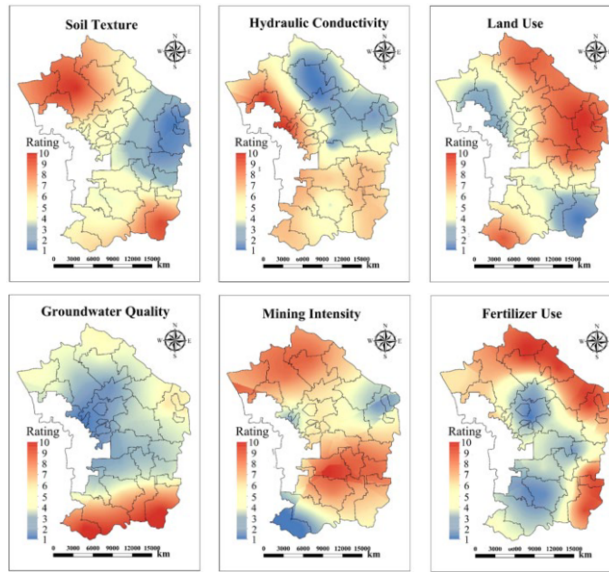 Soil Texture
N
W E
S
Rating
10
9
8
7
6
5
4
3
2
1
0 3000 6000 9000 12000 15000 km
Hydraulic Conductivity
N
W E
S
Rating
10
9
8
7
6
5
4
3
2
1
0 3000 6000 9000 12000 15000 km
Land Use
N
W E
S
Rating
10
9
8
7
6
5
4
3
2
1
0 3000 6000 9000 12000 15000 km
Groundwater Quality
N
W E
S
Rating
10
9
8
7
6
5
4
3
2
1
0 3000 6000 9000 12000 15000 km
Mining Intensity
N
W E
S
Rating
10
9
8
7
6
5
4
3
2
1
0 3000 6000 9000 12000 15000 km
Fertilizer Use
N
W E
S
Rating
10
9
8
7
6
5
4
3
2
1
0 3000 6000 9000 12000 15000 km